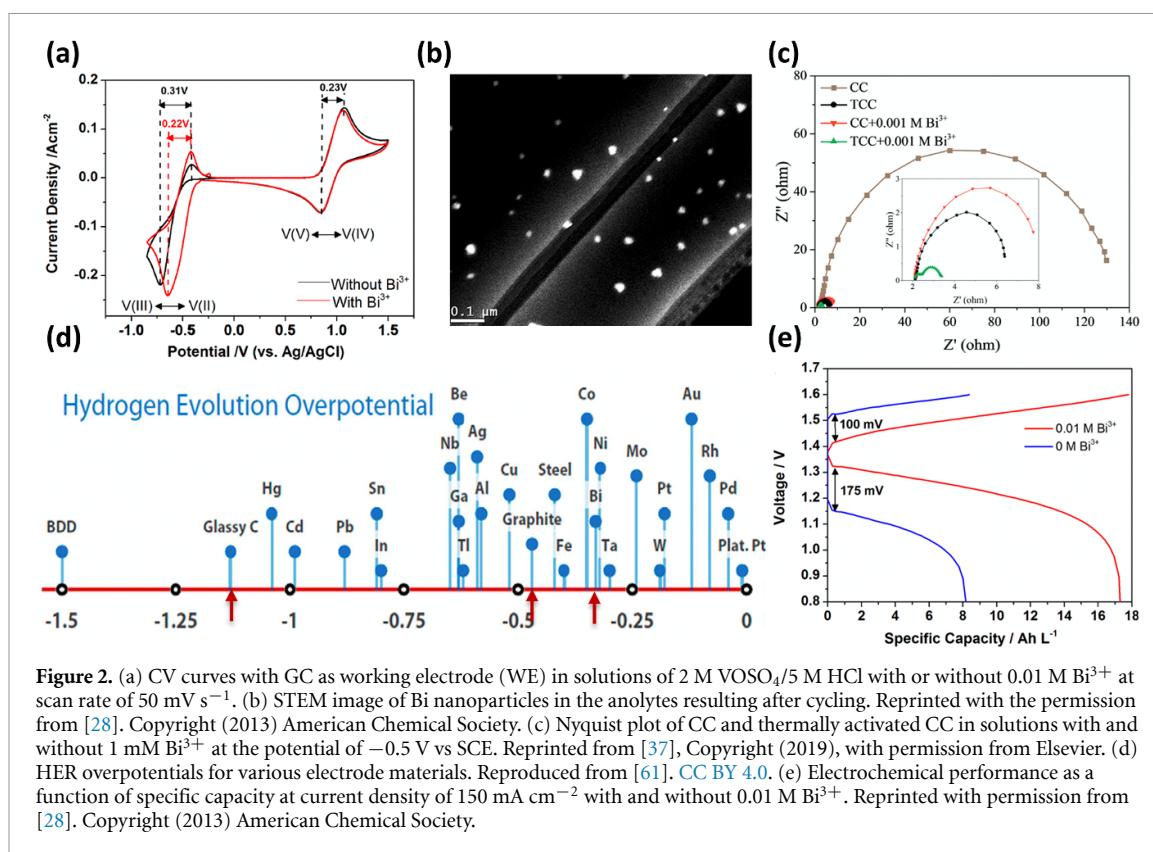 (a)
0.2
0.1
0.0
-0.1
-0.2
Current Density /Acm⁻²
0.31V
0.22V
0.23V
V(V)
V(IV)
V(III)
V(II)
Without Bi³⁺
With Bi³⁺
-1.0 -0.5 0.0 0.5 1.0 1.5
Potential /V (vs. Ag/AgCl)
(b)
0.1 μm
(c)
80
60
40
20
0
Z'' (ohm)
CC
TCC
CC+0.001 M Bi³⁺
TCC+0.001 M Bi³⁺
3
2
1
0
Z'' (ohm)
2 4 6 8
Z' (ohm)
0 20 40 60 80 100 120 140
Z' (ohm)
(d)
Hydrogen Evolution Overpotential
BDD
Glassy C
Hg
Cd
Pb
Sn
In
Nb
Be
Ga
Tl
Ag
Al
Cu
Graphite
Steel
Fe
Co
Bi
Ni
Ta
Mo
Pt
W
Au
Rh
Pd
Plat. Pt
-1.5 -1.25 -1 -0.75 -0.5 -0.25 0
(e)
1.7
1.6
1.5
1.4
1.3
1.2
1.1
1.0
0.9
0.8
Voltage / V
100 mV
175 mV
0.01 M Bi³⁺
0 M Bi³⁺
0 2 4 6 8 10 12 14 16 18
Specific Capacity / Ah L⁻¹
Figure 2. (a) CV curves with GC as working electrode (WE) in solutions of 2 M VOSO₄/5 M HCl with or without 0.01 M Bi³⁺ at
scan rate of 50 mV s⁻¹. (b) STEM image of Bi nanoparticles in the anolytes resulting after cycling. Reprinted with the permission
from [28]. Copyright (2013) American Chemical Society. (c) Nyquist plot of CC and thermally activated CC in solutions with and
without 1 mM Bi³⁺ at the potential of −0.5 V vs SCE. Reprinted from [37], Copyright (2019), with permission from Elsevier. (d)
HER overpotentials for various electrode materials. Reproduced from [61]. CC BY 4.0. (e) Electrochemical performance as a
function of specific capacity at current density of 150 mA cm⁻² with and without 0.01 M Bi³⁺. Reprinted with permission from
[28]. Copyright (2013) American Chemical Society.